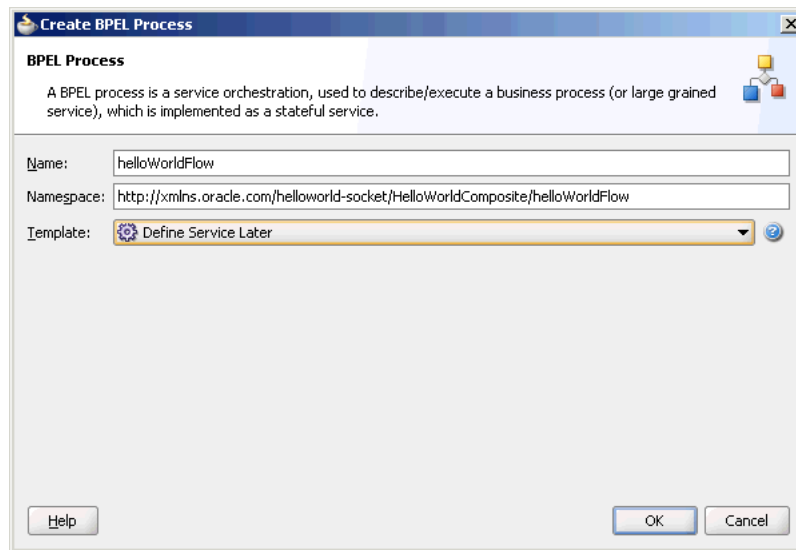 Create BPEL Process
BPEL Process
A BPEL process is a service orchestration, used to describe/execute a business process (or large grained
service), which is implemented as a stateful service.
Name: helloWorldFlow
Namespace: http://xmlns.oracle.com/helloworld-socket/HelloWorldComposite/helloWorldFlow
Template: Define Service Later
Help OK Cancel